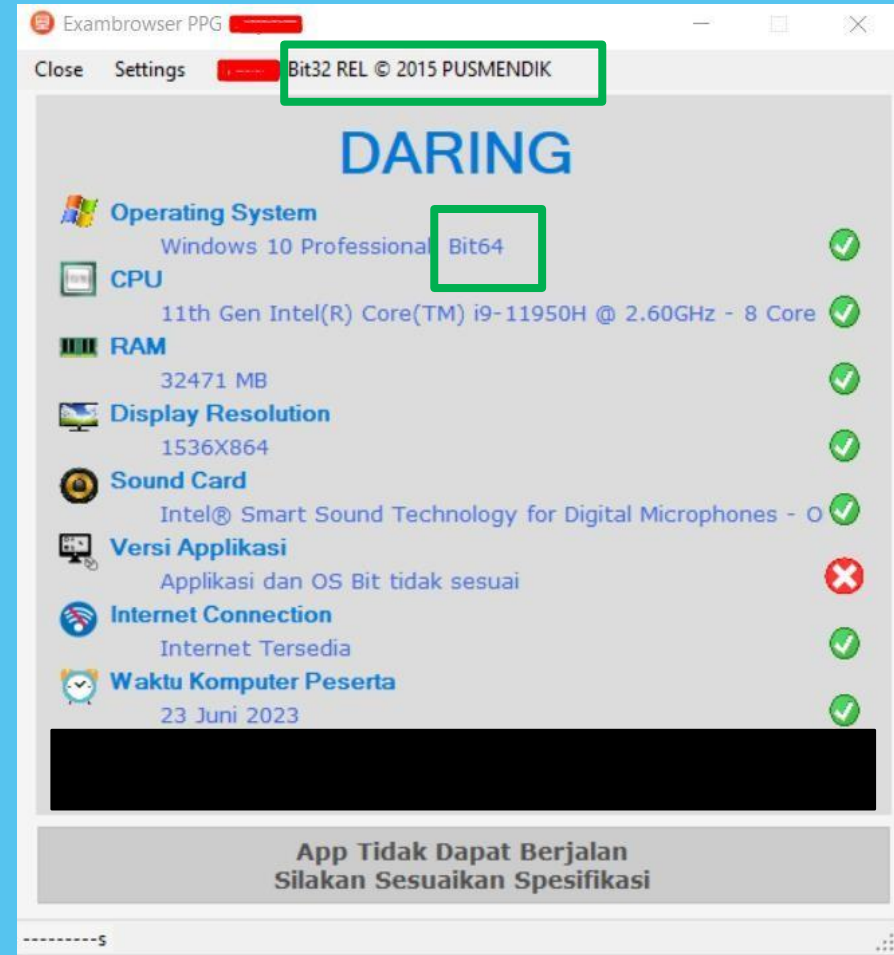 Exambrowser PPG
Close Settings Bit32 REL © 2015 PUSMENDIK
DARING
Operating System
Windows 10 Professional Bit64
CPU
11th Gen Intel(R) Core(TM) i9-11950H @ 2.60GHz - 8 Core
RAM
32471 MB
Display Resolution
1536X864
Sound Card
Intel® Smart Sound Technology for Digital Microphones - O
Versi Applikasi
Applikasi dan OS Bit tidak sesuai
Internet Connection
Internet Tersedia
Waktu Komputer Peserta
23 Juni 2023
App Tidak Dapat Berjalan
Silakan Sesuaikan Spesifikasi
---------s